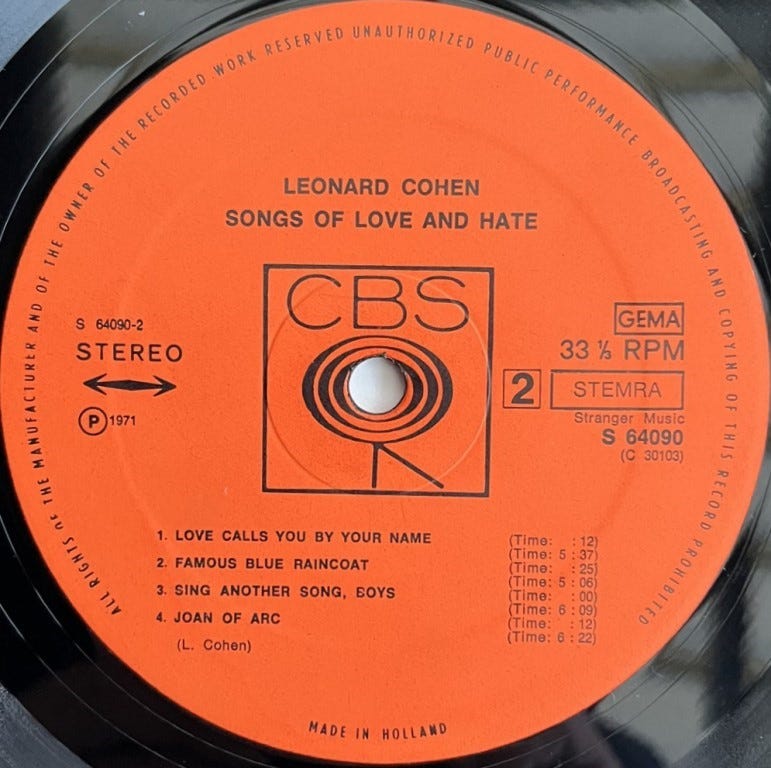 ALL RIGHTS OF THE MANUFACTURER AND OF THE OWNER OF THE RECORDED WORK RESERVED UNAUTHORIZED PUBLIC PERFORMANCE BROADCASTING AND COPYING OF THIS RECORD PROHIBITED
LEONARD COHEN
SONGS OF LOVE AND HATE
CBS
S 64090-2
STEREO
P 1971
GEMA
33 ⅓ RPM
2 STEMRA
Stranger Music
S 64090
(C 30103)
1. LOVE CALLS YOU BY YOUR NAME (Time: :12)
(Time: 5 : 37)
2. FAMOUS BLUE RAINCOAT (Time: :25)
(Time: 5 : 06)
3. SING ANOTHER SONG, BOYS (Time: :00)
(Time: 6 : 09)
4. JOAN OF ARC (Time: :12)
(Time: 6 : 22)
(L. Cohen)
MADE IN HOLLAND